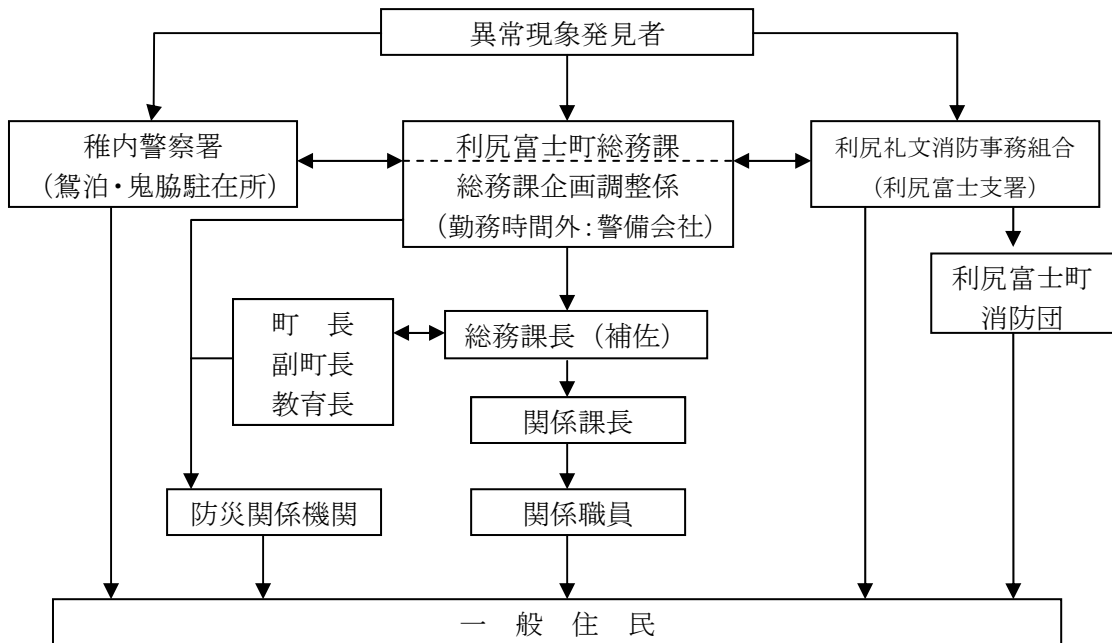 異常現象発見者
稚内警察署
（鴛泊・鬼脇駐在所）
利尻富士町総務課
総務課企画調整係
（勤務時間外：警備会社）
利尻礼文消防事務組合
（利尻富士支署）
利尻富士町
消防団
町　長
副町長
教育長
総務課長（補佐）
関係課長
防災関係機関
関係職員
一　般　住　民